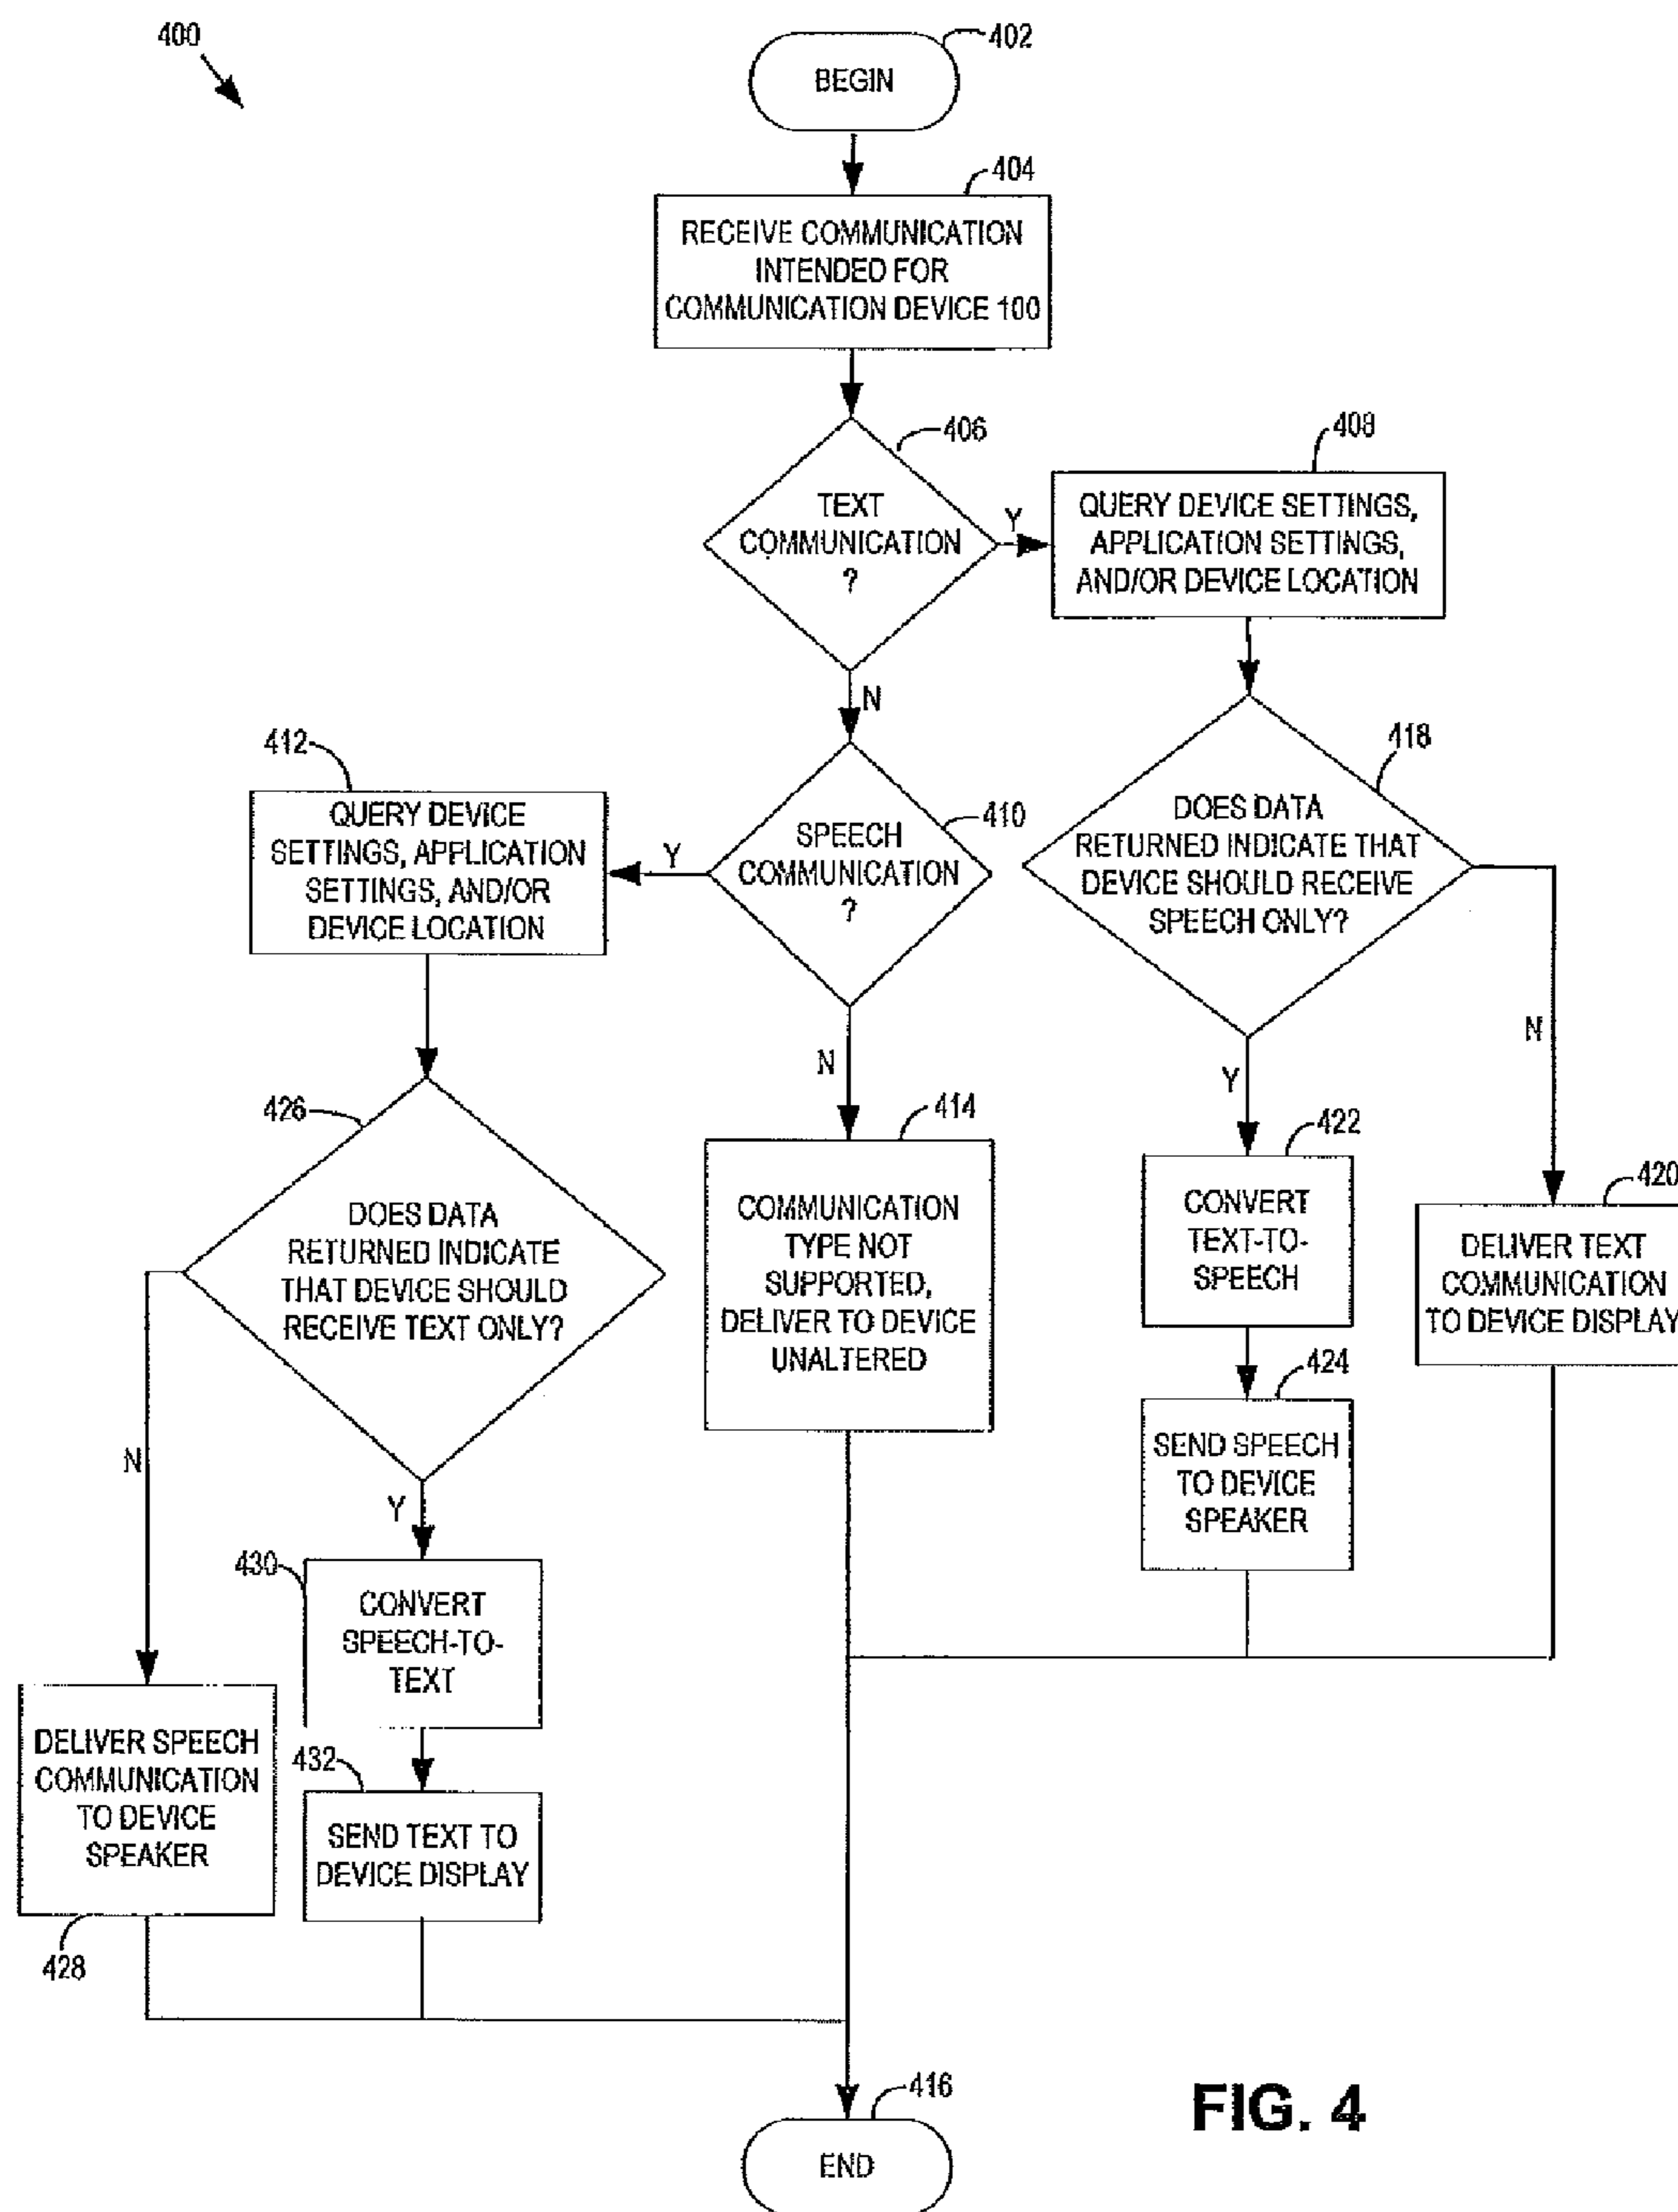 400
402
BEGIN
404
RECEIVE COMMUNICATION
INTENDED FOR
COMMUNICATION DEVICE 100
406
TEXT
COMMUNICATION
?
Y
N
408
QUERY DEVICE SETTINGS,
APPLICATION SETTINGS,
AND/OR DEVICE LOCATION
412
QUERY DEVICE
SETTINGS, APPLICATION
SETTINGS, AND/OR
DEVICE LOCATION
Y
410
SPEECH
COMMUNICATION
?
N
418
DOES DATA
RETURNED INDICATE THAT
DEVICE SHOULD RECEIVE
SPEECH ONLY?
Y
N
426
DOES DATA
RETURNED INDICATE
THAT DEVICE SHOULD
RECEIVE TEXT ONLY?
N
Y
414
COMMUNICATION
TYPE NOT
SUPPORTED,
DELIVER TO DEVICE
UNALTERED
422
CONVERT
TEXT-TO-
SPEECH
420
DELIVER TEXT
COMMUNICATION
TO DEVICE DISPLAY
424
SEND SPEECH
TO DEVICE
SPEAKER
430
CONVERT
SPEECH-TO-
TEXT
DELIVER SPEECH
COMMUNICATION
TO DEVICE
SPEAKER
428
432
SEND TEXT TO
DEVICE DISPLAY
416
END
FIG. 4